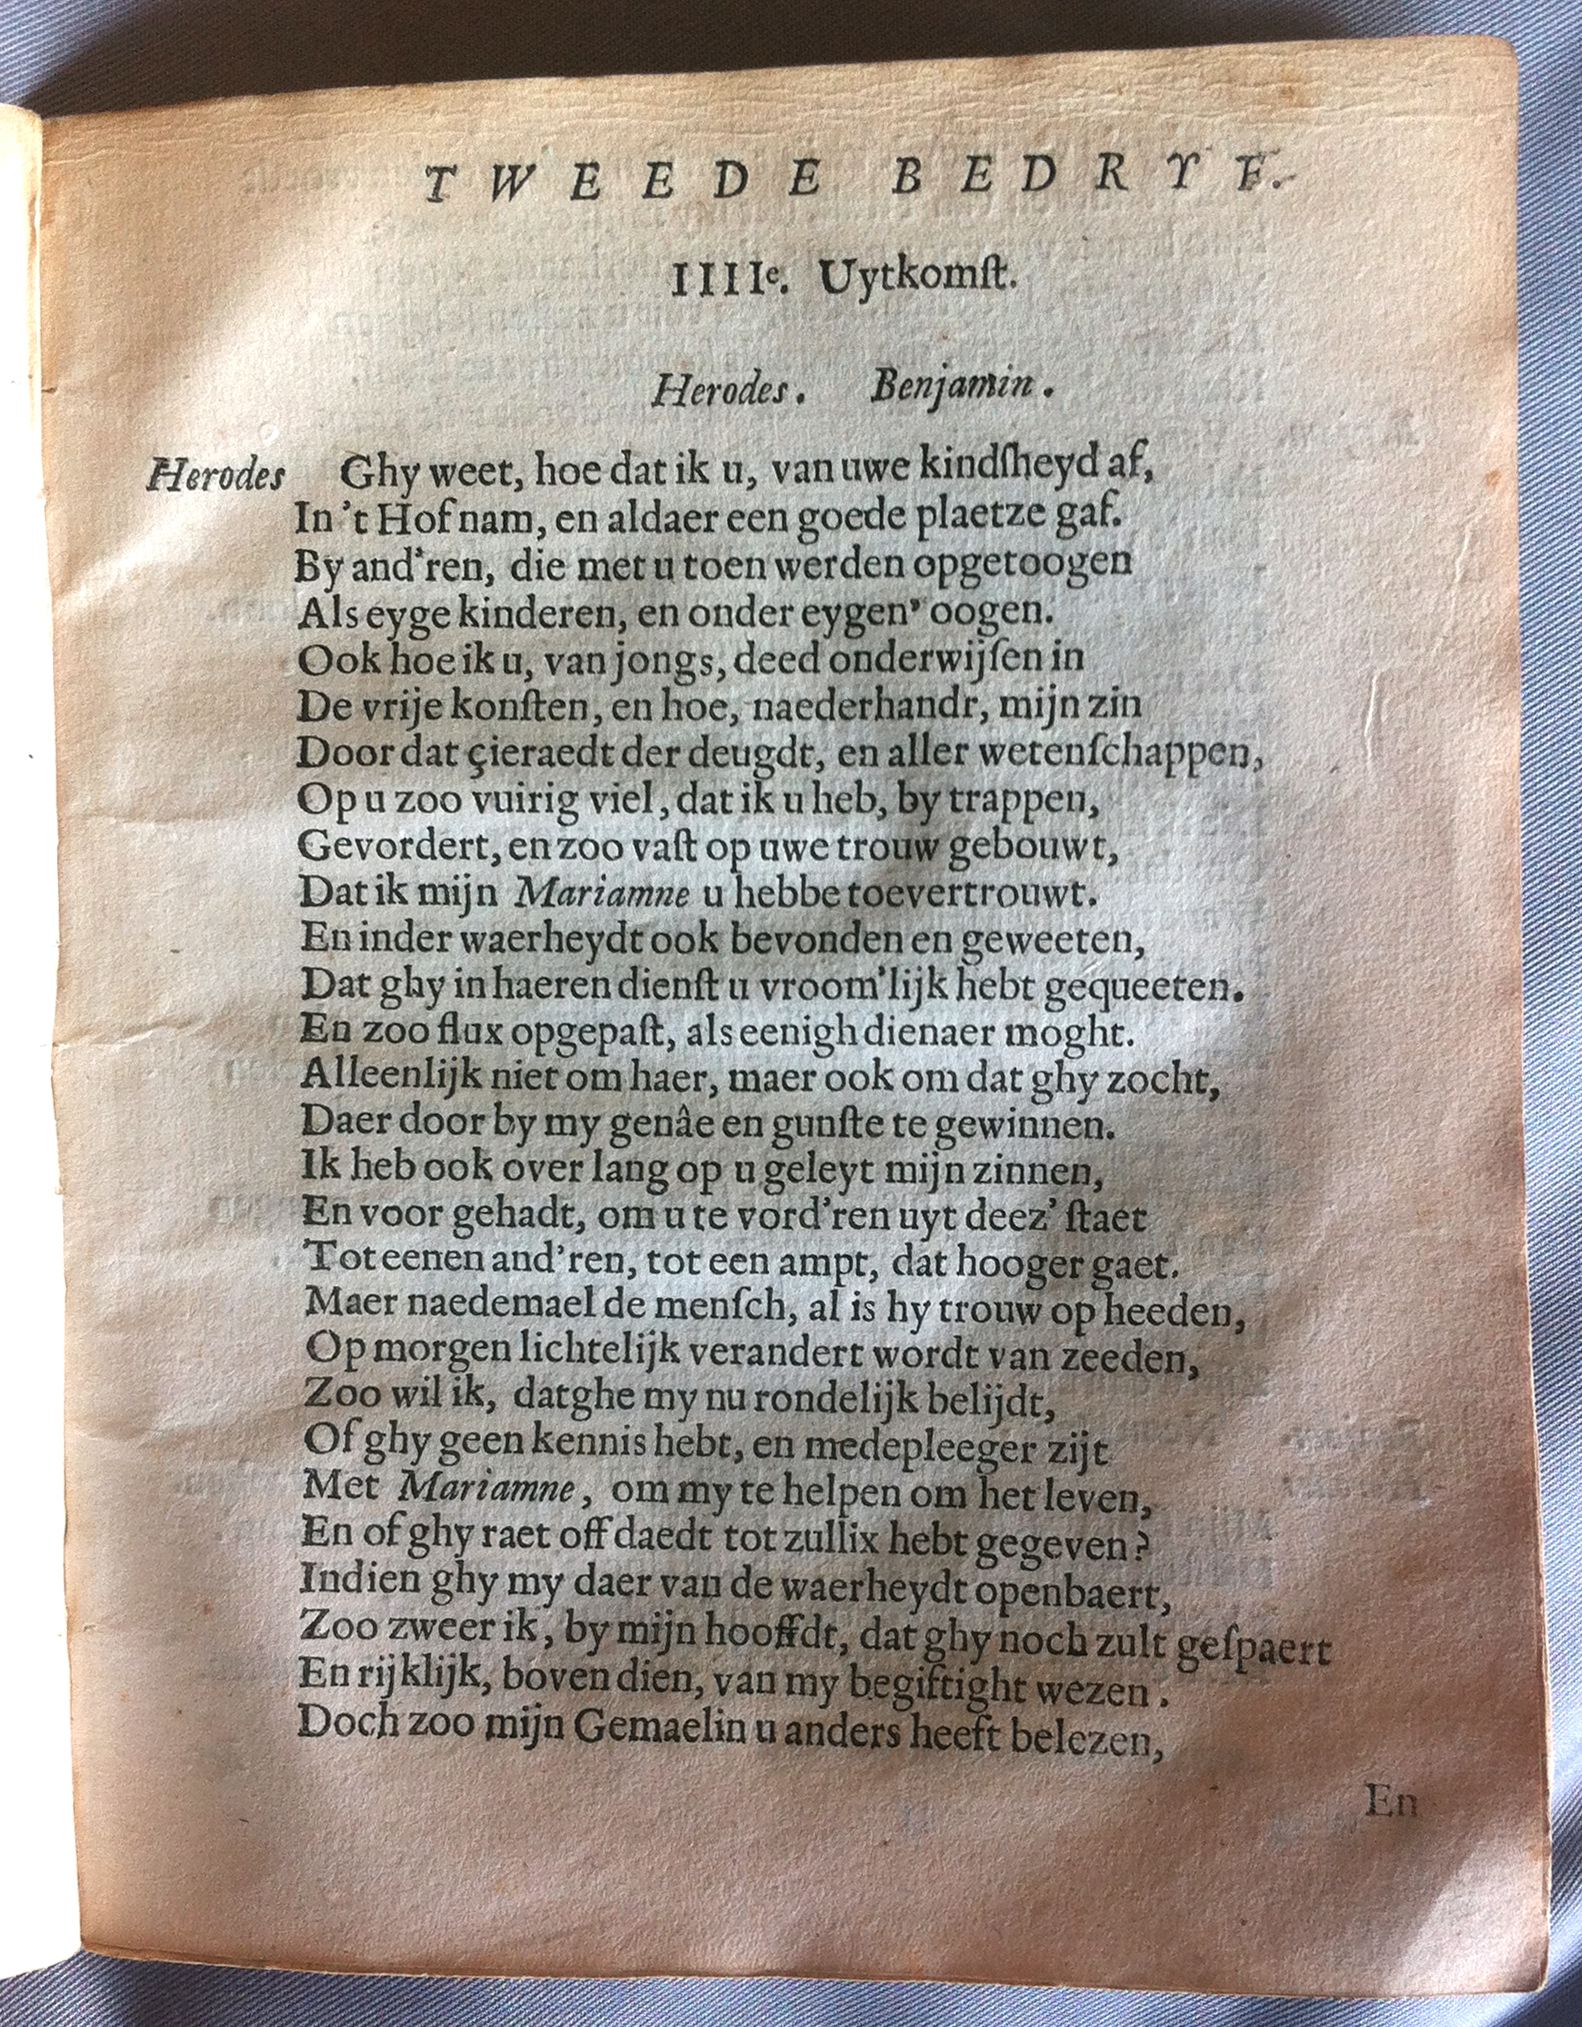 TWEEDE BEDRYF.
IIIIe. Uytkomſt.
Herodes. Benjamin.
Herodes Ghy weet, hoe dat ik u, van uwe kindſheyd af,
In 't Hof nam, en aldaer een goede plaetze gaf.
By and'ren, die met u toen werden opgetoogen
Als eyge kinderen, en onder eygen' oogen.
Ook hoe ik u, van jongs, deed onderwijſen in
De vrije konſten, en hoe, naederhandr, mijn zin
Door dat çieraedt der deugdt, en aller wetenſchappen,
Op u zoo vuirig viel, dat ik u heb, by trappen,
Gevordert, en zoo vaſt op uwe trouw gebouwt,
Dat ik mijn Mariamne u hebbe toevertrouwt.
En inder waerheydt ook bevonden en geweeten,
Dat ghy in haeren dienſt u vroom'lijk hebt gequeeten.
En zoo flux opgepaſt, als eenigh dienaer moght.
Alleenlijk niet om haer, maer ook om dat ghy zocht,
Daer door by my genâe en gunſte te gewinnen.
Ik heb ook over lang op u geleyt mijn zinnen,
En voor gehadt, om u te vord'ren uyt deez' ſtaet
Tot eenen and'ren, tot een ampt, dat hooger gaet.
Maer naedemael de menſch, al is hy trouw op heeden,
Op morgen lichtelijk verandert wordt van zeeden,
Zoo wil ik, datghe my nu rondelijk belijdt,
Of ghy geen kennis hebt, en medepleeger zijt
Met Mariamne, om my te helpen om het leven,
En of ghy raet off daedt tot zullix hebt gegeven?
Indien ghy my daer van de waerheydt openbaert,
Zoo zweer ik, by mijn hooffdt, dat ghy noch zult geſpaert
En rijklijk, boven dien, van my begiftight wezen.
Doch zoo mijn Gemaelin u anders heeft belezen,
En